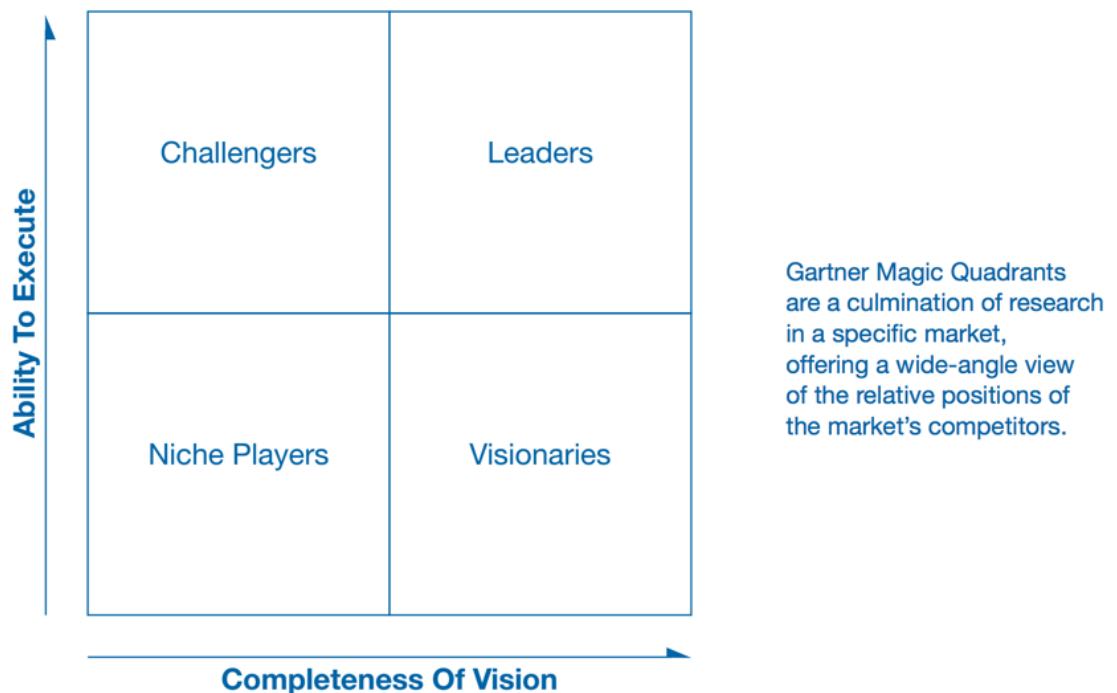 Challengers
Leaders
Ability To Execute
Niche Players
Visionaries
Completeness Of Vision
Gartner Magic Quadrants
are a culmination of research
in a specific market,
offering a wide-angle view
of the relative positions of
the market's competitors.